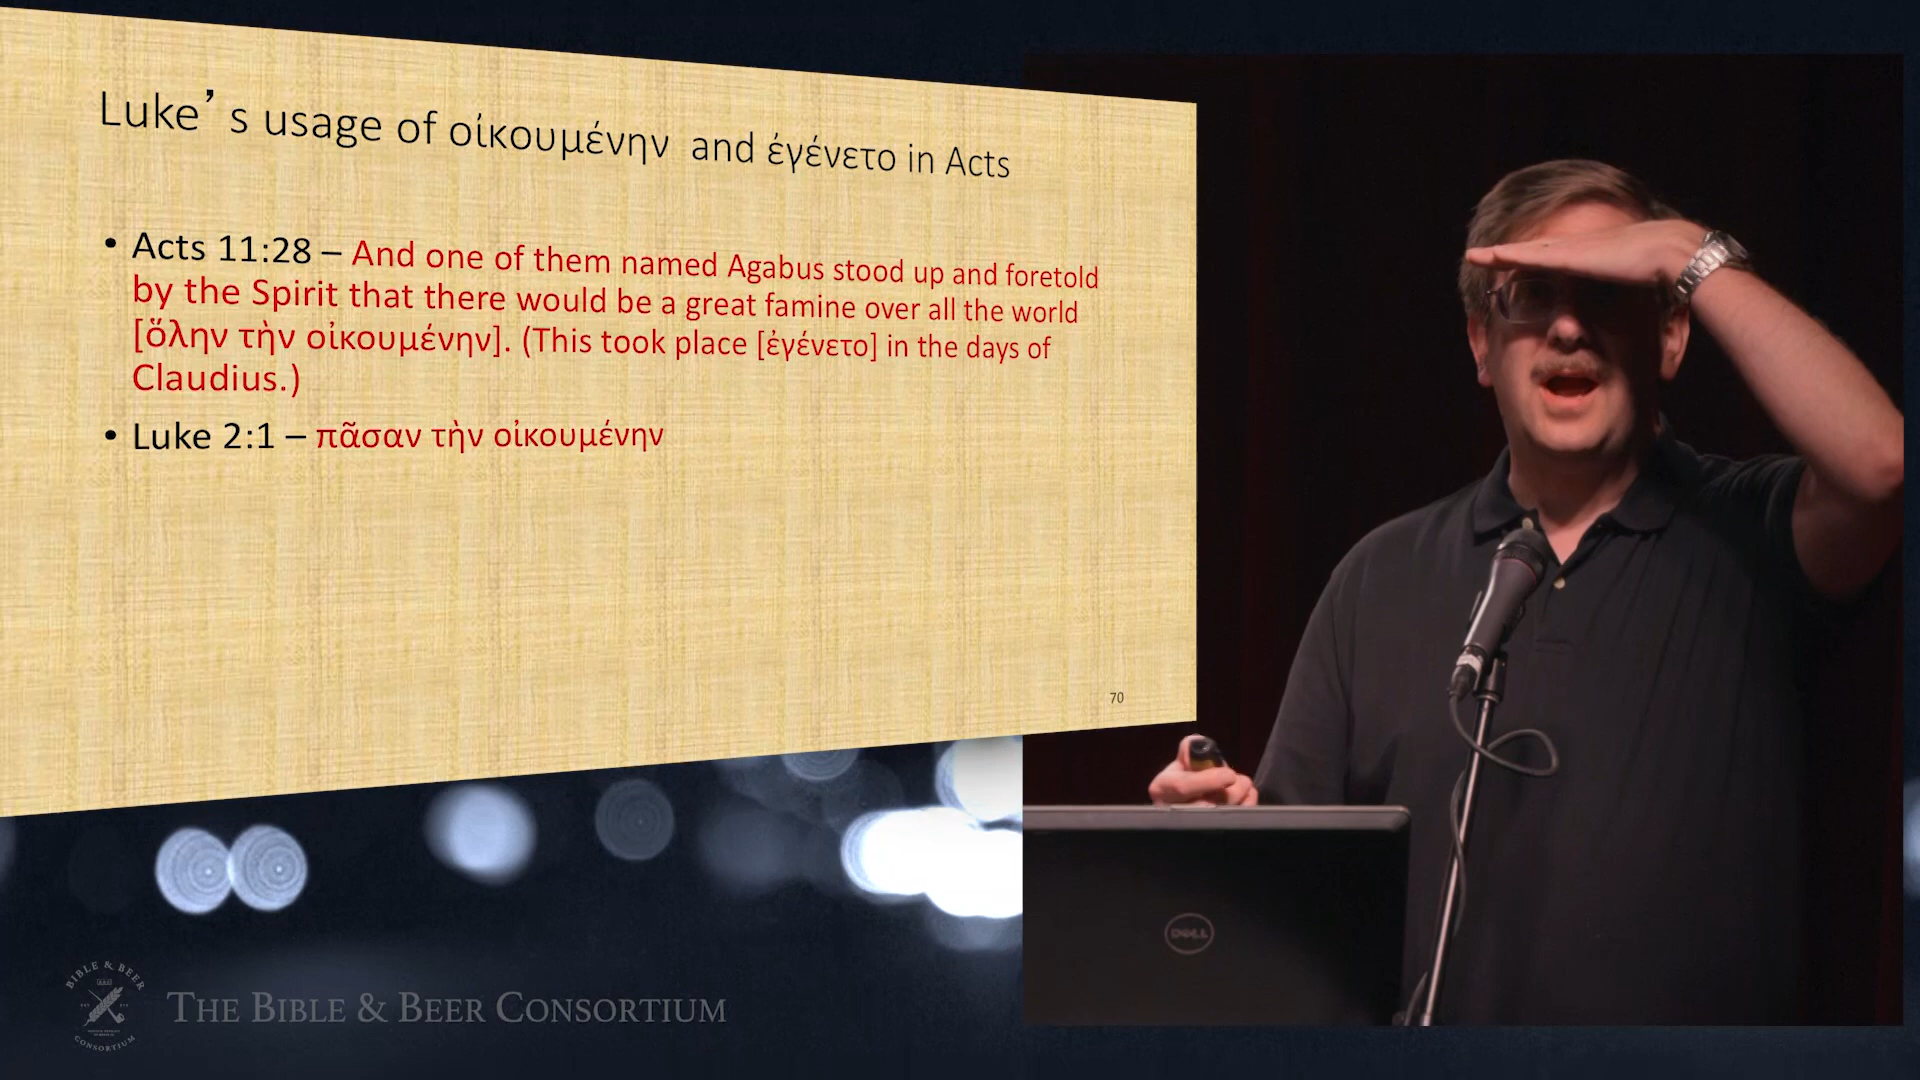 Luke’s usage of οἰκουμένην and ἐγένετο in Acts
• Acts 11:28 – And one of them named Agabus stood up and foretold
by the Spirit that there would be a great famine over all the world
[ὅλην τὴν οἰκουμένην]. (This took place [ἐγένετο] in the days of
Claudius.)
• Luke 2:1 – πᾶσαν τὴν οἰκουμένην
70
DELL
BIBLE & BEER
CONSORTIUM
THE BIBLE & BEER CONSORTIUM